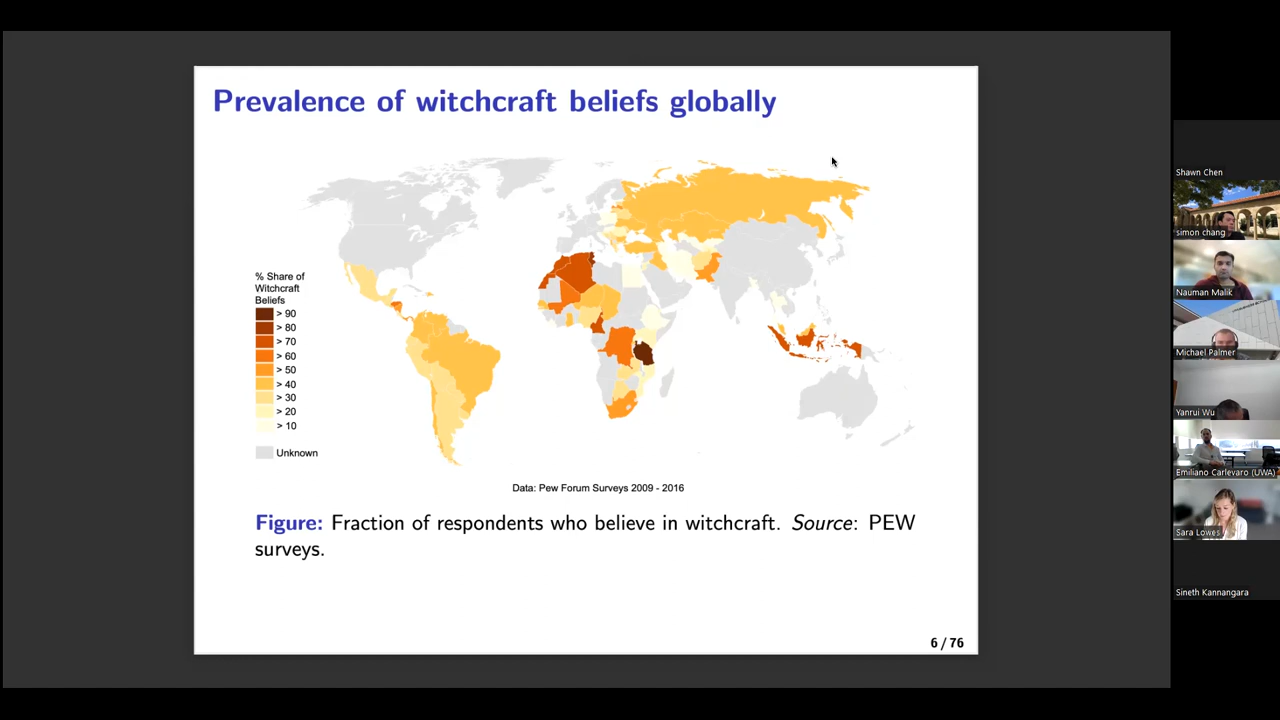 Prevalence of witchcraft beliefs globally
% Share of
Witchcraft
Beliefs
> 90
> 80
> 70
> 60
> 50
> 40
> 30
> 20
> 10
Unknown
Data: Pew Forum Surveys 2009 - 2016
Figure: Fraction of respondents who believe in witchcraft. Source: PEW
surveys.
6 / 76
Shawn Chen
simon chang
Nauman Malik
Michael Palmer
Yanrui Wu
Emiliano Carlevaro (UWA)
Sara Lowes
Sineth Kannangara